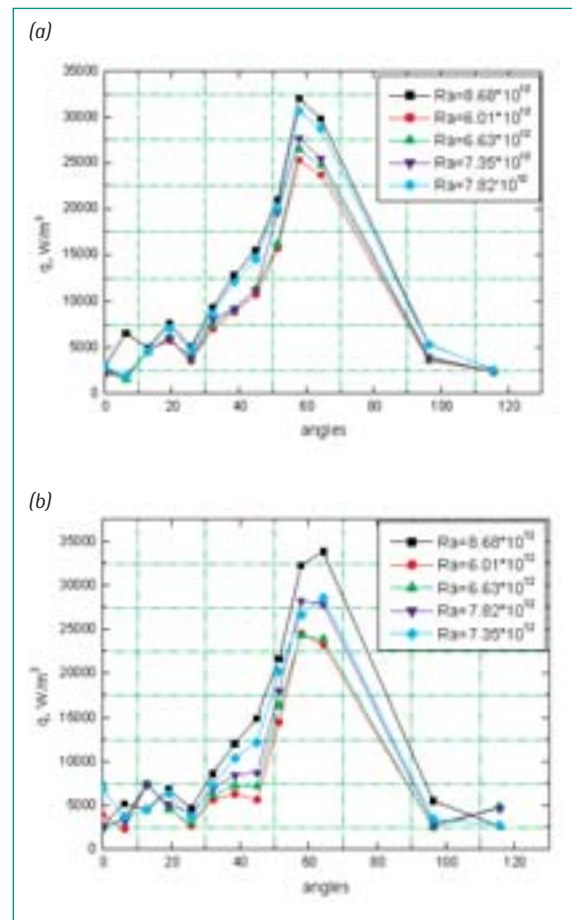 (a)
35000
30000
25000
20000
15000
10000
5000
0
q, W/m³
Ra=8.68*10¹²
Ra=6.01*10¹²
Ra=6.63*10¹²
Ra=7.35*10¹²
Ra=7.82*10¹²
0 20 40 60 80 100 120
angles
(b)
35000
30000
25000
20000
15000
10000
5000
0
q, W/m³
Ra=8.68*10¹²
Ra=6.01*10¹²
Ra=6.63*10¹²
Ra=7.82*10¹²
Ra=7.35*10¹²
0 20 40 60 80 100 120
angles